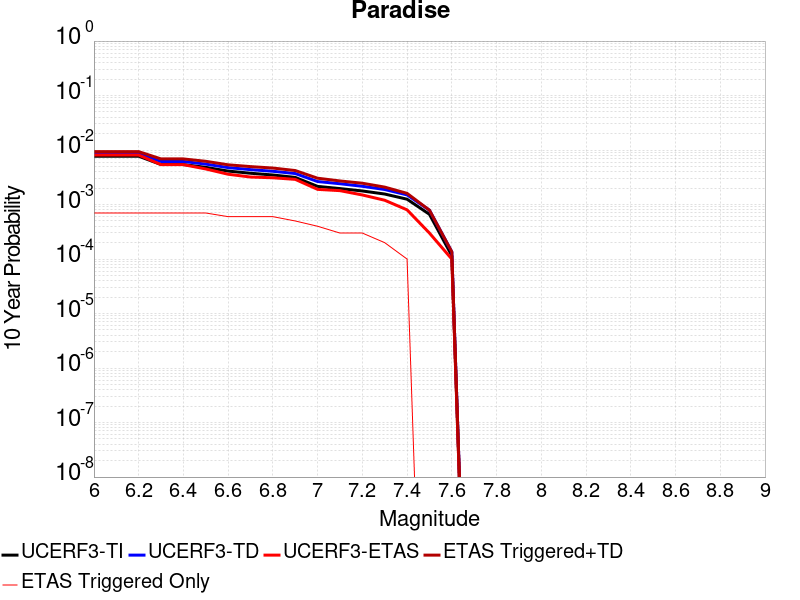 Paradise
10 Year Probability
10^0
10^-1
10^-2
10^-3
10^-4
10^-5
10^-6
10^-7
10^-8
6 6.2 6.4 6.6 6.8 7 7.2 7.4 7.6 7.8 8 8.2 8.4 8.6 8.8 9
Magnitude
UCERF3-TI UCERF3-TD UCERF3-ETAS ETAS Triggered+TD
ETAS Triggered Only